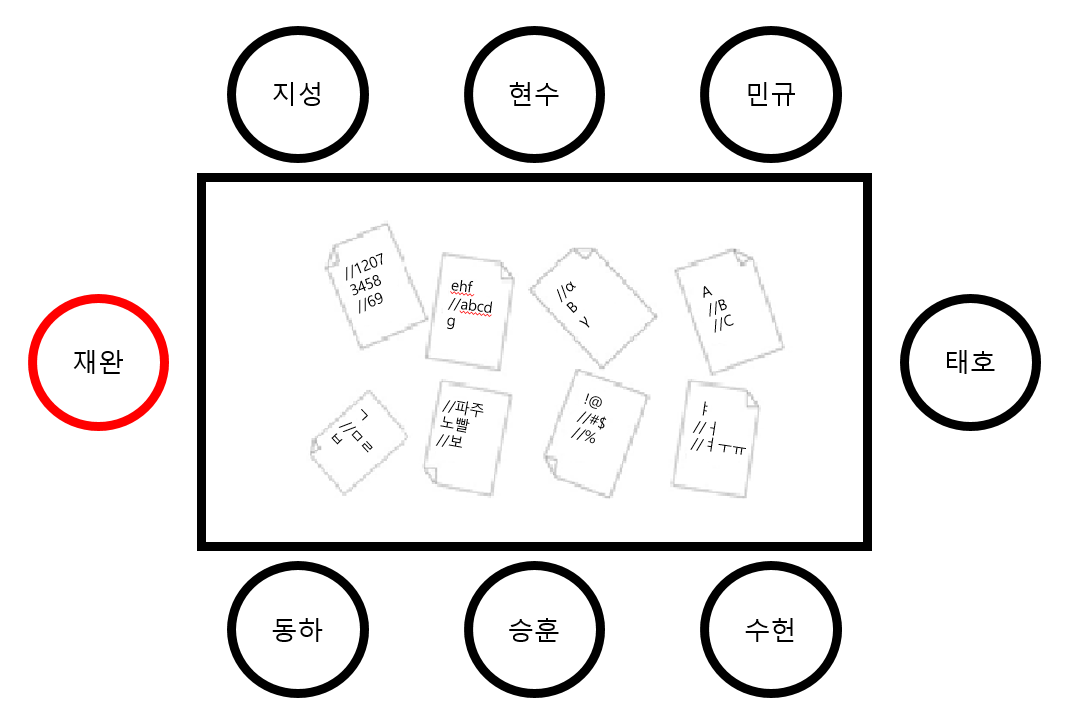 지성
현수
민규
재완
태호
//1207
3458
//69
ehf
//abcd
g
//α
B
γ
A
//B
//C
ㄱ
//ㅁ
ㅂ ㄹ
//파주
노빨
//보
!@
//#$
//%
ㅑ
//ㅓ
//ㅕㅜㅠ
동하
승훈
수헌